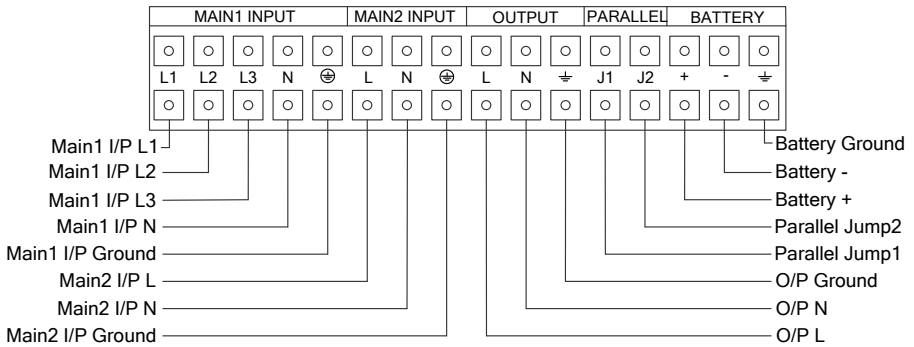 MAIN1 INPUT MAIN2 INPUT OUTPUT PARALLEL BATTERY
L1 L2 L3 N L N L N J1 J2 + -
Main1 I/P L1 Battery Ground
Main1 I/P L2 Battery -
Main1 I/P L3 Battery +
Main1 I/P N Parallel Jump2
Main1 I/P Ground Parallel Jump1
Main2 I/P L O/P Ground
Main2 I/P N O/P N
Main2 I/P Ground O/P L